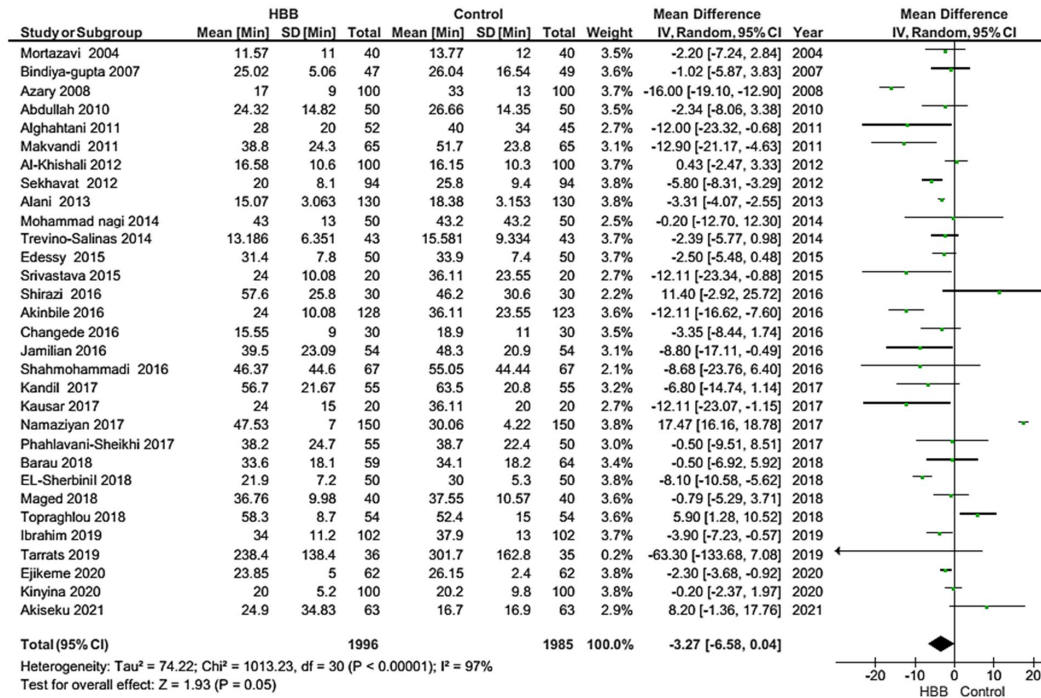 HBB Control Mean Difference Mean Difference
Study or Subgroup Mean [Min] SD [Min] Total Mean [Min] SD [Min] Total Weight IV, Random, 95% CI Year IV, Random, 95% CI
Mortazavi 2004 11.57 11 40 13.77 12 40 3.5% -2.20 [-7.24, 2.84] 2004
Bindiya-gupta 2007 25.02 5.06 47 26.04 16.54 49 3.6% -1.02 [-5.87, 3.83] 2007
Azary 2008 17 9 100 33 13 100 3.7% -16.00 [-19.10, -12.90] 2008
Abdullah 2010 24.32 14.82 50 26.66 14.35 50 3.5% -2.34 [-8.06, 3.38] 2010
Alghahtani 2011 28 20 52 40 34 45 2.7% -12.00 [-23.32, -0.68] 2011
Makvandi 2011 38.8 24.3 65 51.7 23.8 65 3.1% -12.90 [-21.17, -4.63] 2011
Al-Khishali 2012 16.58 10.6 100 16.15 10.3 100 3.7% 0.43 [-2.47, 3.33] 2012
Sekhavat 2012 20 8.1 94 25.8 9.4 94 3.8% -5.80 [-8.31, -3.29] 2012
Alani 2013 15.07 3.063 130 18.38 3.153 130 3.8% -3.31 [-4.07, -2.55] 2013
Mohammad nagi 2014 43 13 50 43.2 43.2 50 2.5% -0.20 [-12.70, 12.30] 2014
Trevino-Salinas 2014 13.186 6.351 43 15.581 9.334 43 3.7% -2.39 [-5.77, 0.98] 2014
Edessy 2015 31.4 7.8 50 33.9 7.4 50 3.7% -2.50 [-5.48, 0.48] 2015
Srivastava 2015 24 10.08 20 36.11 23.55 20 2.7% -12.11 [-23.34, -0.88] 2015
Shirazi 2016 57.6 25.8 30 46.2 30.6 30 2.2% 11.40 [-2.92, 25.72] 2016
Akinbile 2016 24 10.08 128 36.11 23.55 123 3.6% -12.11 [-16.62, -7.60] 2016
Changede 2016 15.55 9 30 18.9 11 30 3.5% -3.35 [-8.44, 1.74] 2016
Jamilian 2016 39.5 23.09 54 48.3 20.9 54 3.1% -8.80 [-17.11, -0.49] 2016
Shahmohammadi 2016 46.37 44.6 67 55.05 44.44 67 2.1% -8.68 [-23.76, 6.40] 2016
Kandil 2017 56.7 21.67 55 63.5 20.8 55 3.2% -6.80 [-14.74, 1.14] 2017
Kausar 2017 24 15 20 36.11 20 20 2.7% -12.11 [-23.07, -1.15] 2017
Namaziyan 2017 47.53 7 150 30.06 4.22 150 3.8% 17.47 [16.16, 18.78] 2017
Phahlavani-Sheikhi 2017 38.2 24.7 55 38.7 22.4 50 3.0% -0.50 [-9.51, 8.51] 2017
Barau 2018 33.6 18.1 59 34.1 18.2 64 3.4% -0.50 [-6.92, 5.92] 2018
EL-Sherbinil 2018 21.9 7.2 50 30 5.3 50 3.8% -8.10 [-10.58, -5.62] 2018
Maged 2018 36.76 9.98 40 37.55 10.57 40 3.6% -0.79 [-5.29, 3.71] 2018
Topraghlou 2018 58.3 8.7 54 52.4 15 54 3.6% 5.90 [1.28, 10.52] 2018
Ibrahim 2019 34 11.2 102 37.9 13 102 3.7% -3.90 [-7.23, -0.57] 2019
Tarrats 2019 238.4 138.4 36 301.7 162.8 35 0.2% -63.30 [-133.68, 7.08] 2019
Ejikeme 2020 23.85 5 62 26.15 2.4 62 3.8% -2.30 [-3.68, -0.92] 2020
Kinyina 2020 20 5.2 100 20.2 9.8 100 3.8% -0.20 [-2.37, 1.97] 2020
Akiseku 2021 24.9 34.83 63 16.7 16.9 63 2.9% 8.20 [-1.36, 17.76] 2021
Total (95% CI) 1996 1985 100.0% -3.27 [-6.58, 0.04]
Heterogeneity: Tau² = 74.22; Chi² = 1013.23, df = 30 (P < 0.00001); I² = 97%
Test for overall effect: Z = 1.93 (P = 0.05)
-20 -10 0 10 20
HBB Control